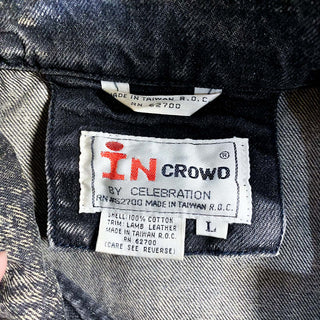 MADE IN TAIWAN R.O.C.
RN 62700
iN CROWD ®
BY CELEBRATION
RN #62700 MADE IN TAIWAN R.O.C.
L
SHELL: 100% COTTON
TRIM: LAMB LEATHER
MADE IN TAIWAN R.O.C.
RN. 62700
(CARE SEE REVERSE)